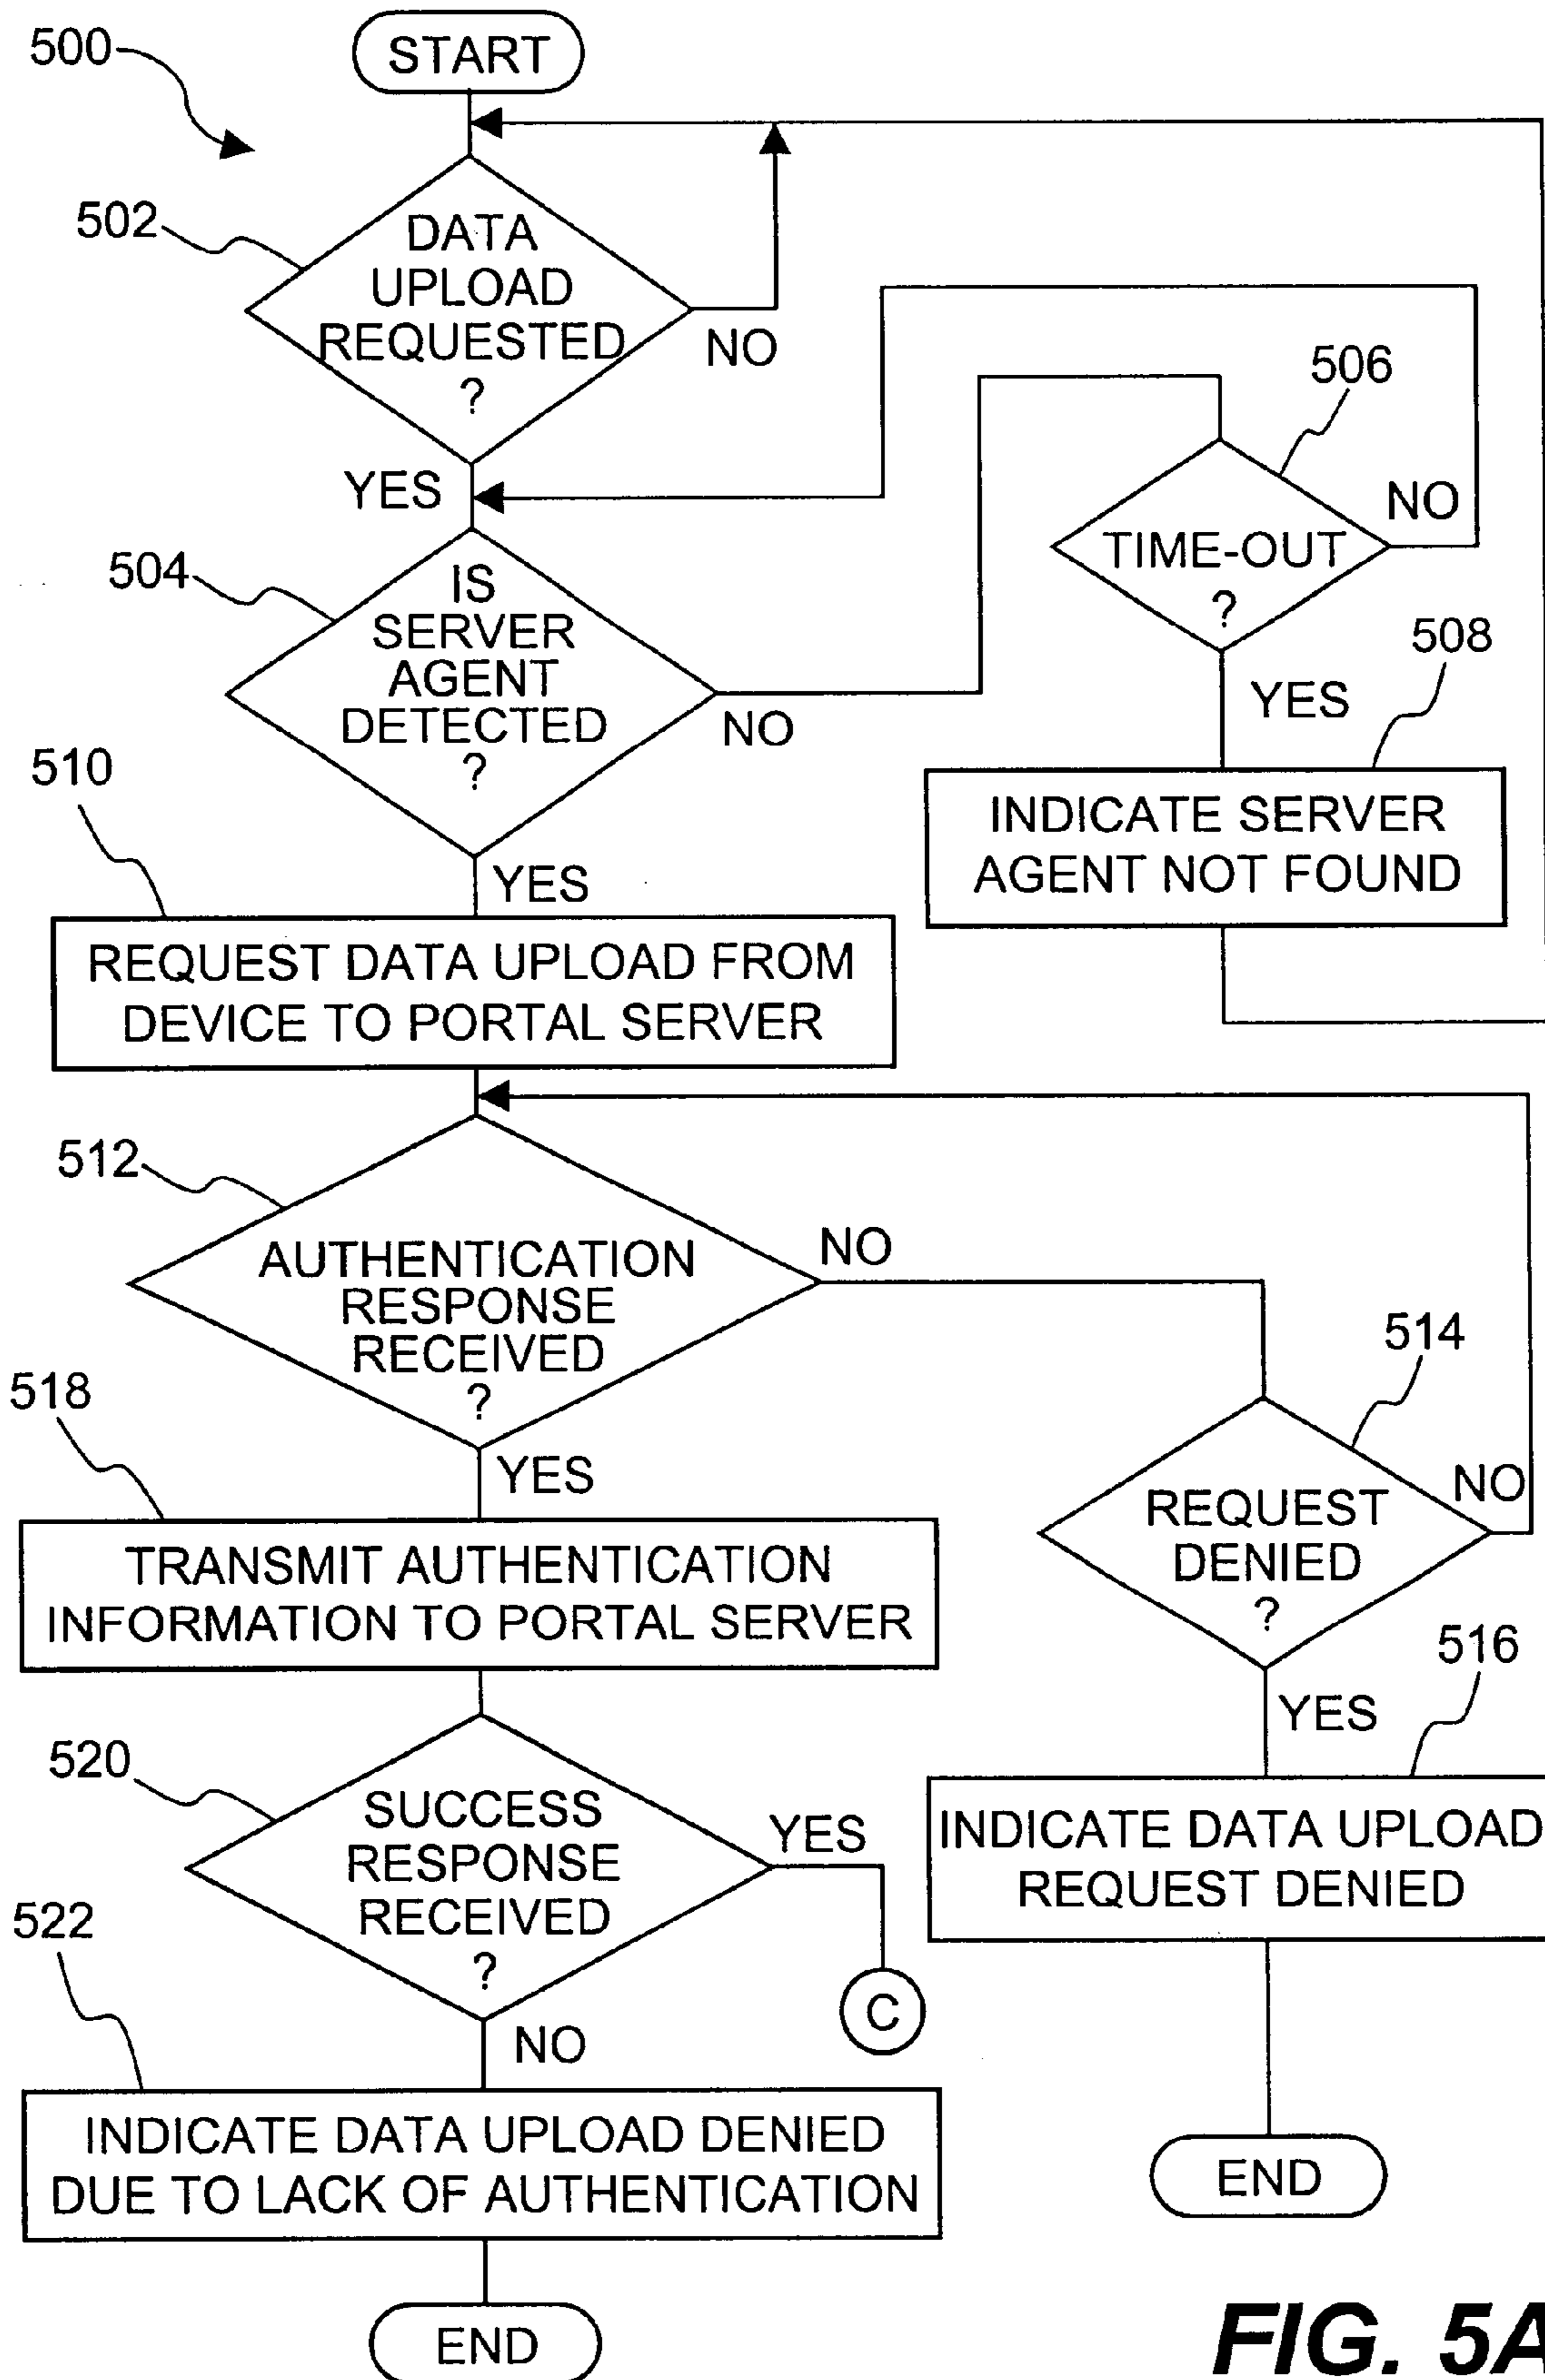 500
START
502
DATA
UPLOAD
REQUESTED
?
NO
YES
506
TIME-OUT
?
NO
YES
504
IS
SERVER
AGENT
DETECTED
?
NO
YES
508
INDICATE SERVER
AGENT NOT FOUND
510
REQUEST DATA UPLOAD FROM
DEVICE TO PORTAL SERVER
512
AUTHENTICATION
RESPONSE
RECEIVED
?
NO
YES
514
REQUEST
DENIED
?
NO
YES
516
INDICATE DATA UPLOAD
REQUEST DENIED
END
518
TRANSMIT AUTHENTICATION
INFORMATION TO PORTAL SERVER
520
SUCCESS
RESPONSE
RECEIVED
?
YES
C
NO
522
INDICATE DATA UPLOAD DENIED
DUE TO LACK OF AUTHENTICATION
END
FIG. 5A